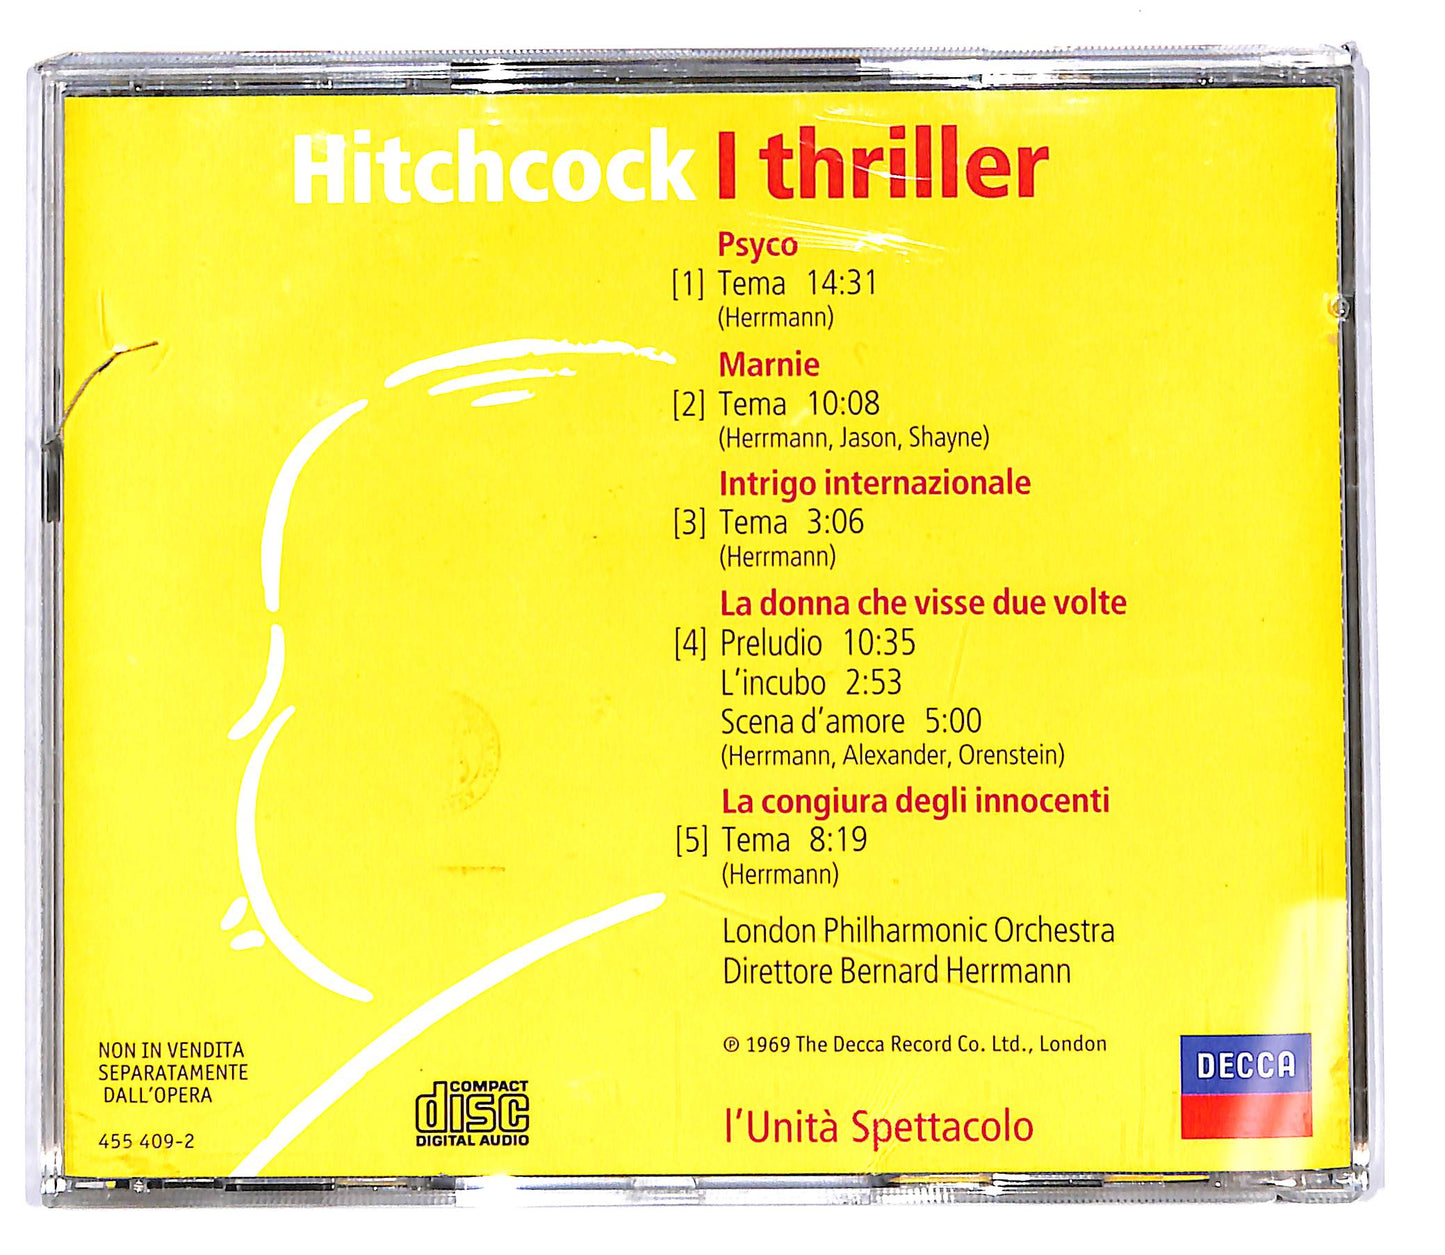 Hitchcock I thriller
Psyco
[1] Tema 14:31
(Herrmann)
Marnie
[2] Tema 10:08
(Herrmann, Jason, Shayne)
Intrigo internazionale
[3] Tema 3:06
(Herrmann)
La donna che visse due volte
[4] Preludio 10:35
L'incubo 2:53
Scena d'amore 5:00
(Herrmann, Alexander, Orenstein)
La congiura degli innocenti
[5] Tema 8:19
(Herrmann)
London Philharmonic Orchestra
Direttore Bernard Herrmann
℗ 1969 The Decca Record Co. Ltd., London
l'Unità Spettacolo
DECCA
NON IN VENDITA
SEPARATAMENTE
DALL'OPERA
455 409-2
COMPACT
disc
DIGITAL AUDIO